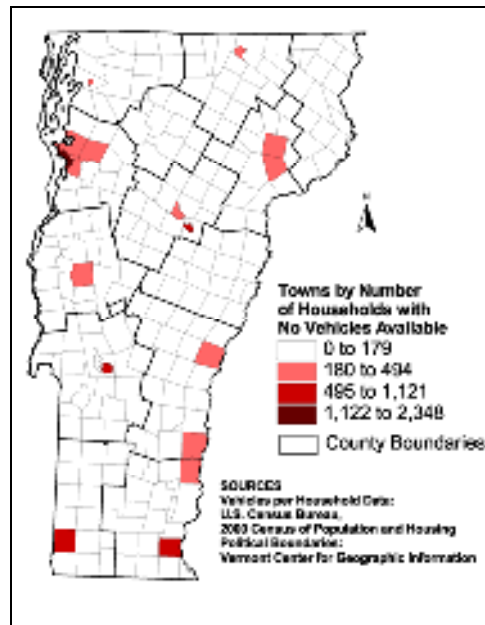 N
Towns by Number
of Households with
No Vehicles Available
0 to 179
180 to 494
495 to 1,121
1,122 to 2,348
County Boundaries
SOURCES
Vehicles per Household Data:
U.S. Census Bureau,
2000 Census of Population and Housing
Political Boundaries:
Vermont Center for Geographic Information